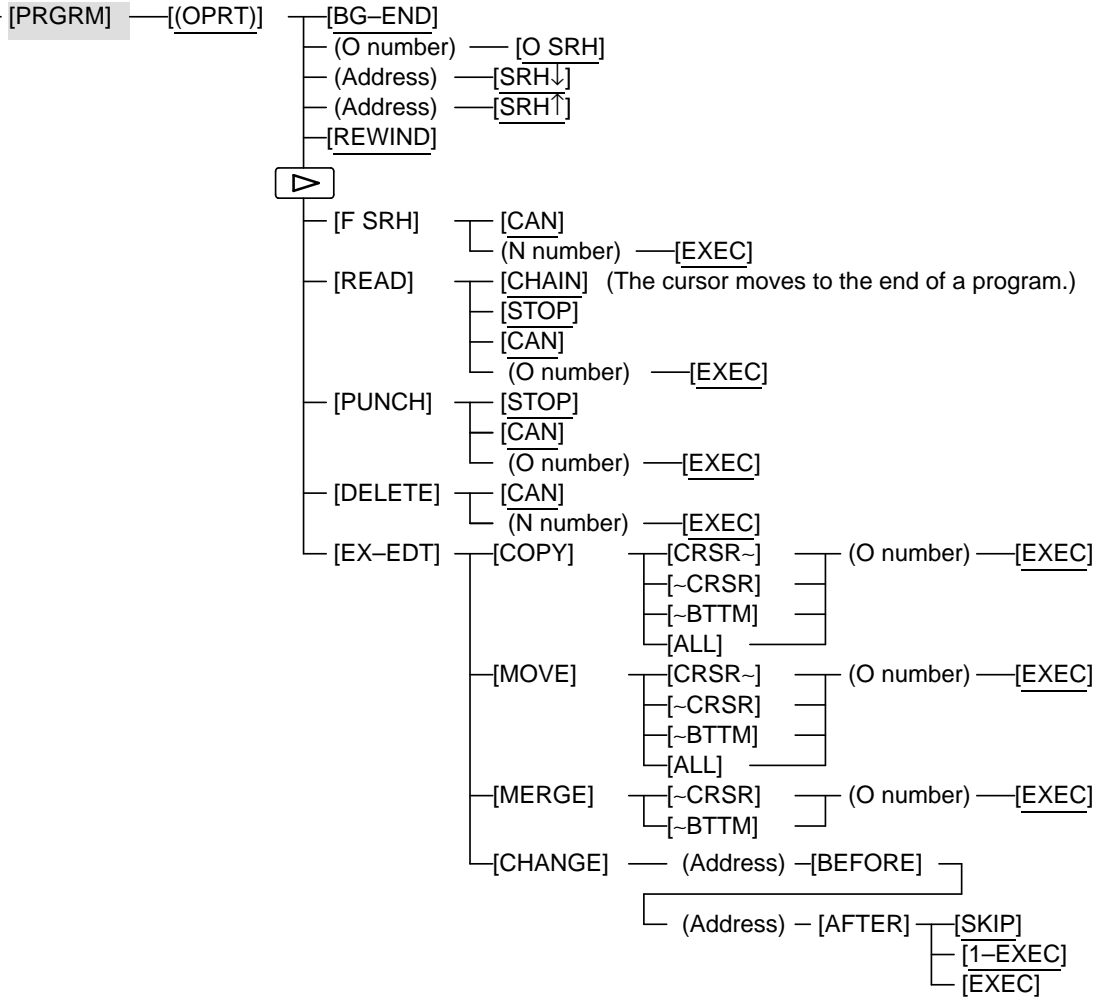 [PRGRM] [(OPRT)] [BG–END]
(O number) [O SRH]
(Address) [SRH↓]
(Address) [SRH↑]
[REWIND]
[F SRH] [CAN]
(N number) [EXEC]
[READ] [CHAIN] (The cursor moves to the end of a program.)
[STOP]
[CAN]
(O number) [EXEC]
[PUNCH] [STOP]
[CAN]
(O number) [EXEC]
[DELETE] [CAN]
(N number) [EXEC]
[EX–EDT] [COPY] [CRSR~] (O number) [EXEC]
[~CRSR]
[~BTTM]
[ALL]
[MOVE] [CRSR~] (O number) [EXEC]
[~CRSR]
[~BTTM]
[ALL]
[MERGE] [~CRSR] (O number) [EXEC]
[~BTTM]
[CHANGE] (Address) [BEFORE]
(Address) [AFTER] [SKIP]
[1–EXEC]
[EXEC]